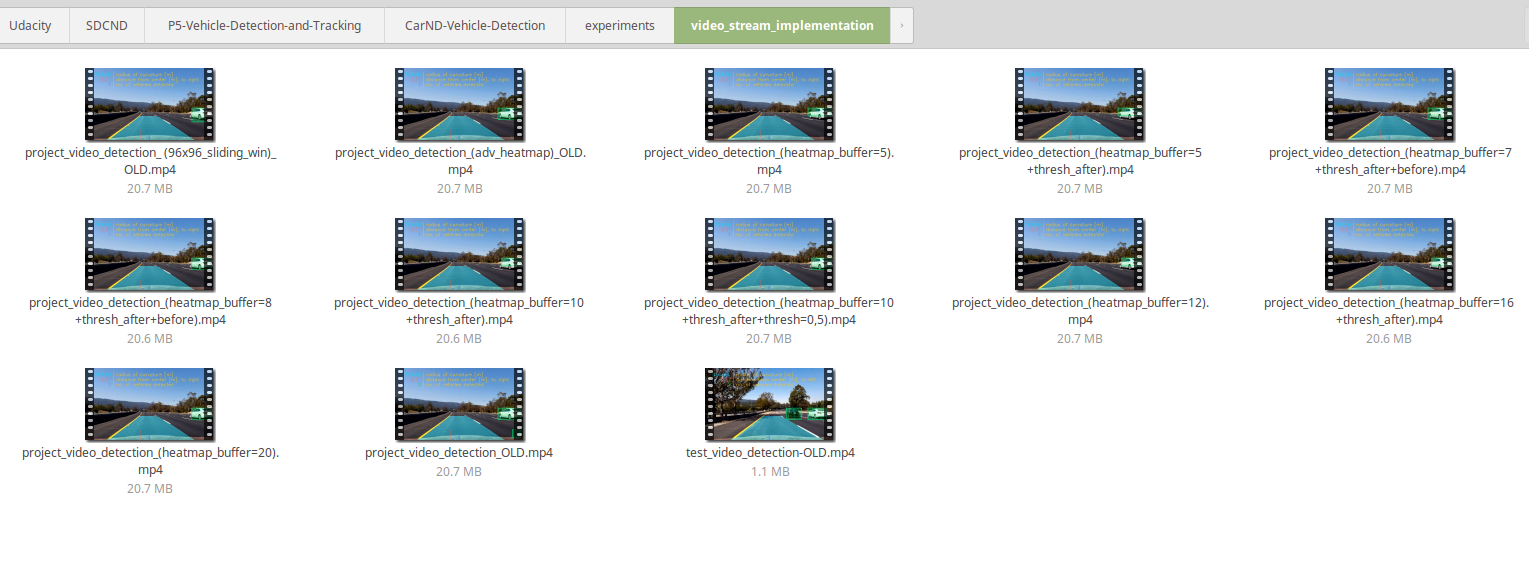 Udacity SDCND P5-Vehicle-Detection-and-Tracking CarND-Vehicle-Detection experiments video_stream_implementation
project_video_detection_ (96x96_sliding_win)_
OLD.mp4
20.7 MB
project_video_detection_(adv_heatmap)_OLD.
mp4
20.7 MB
project_video_detection_(heatmap_buffer=5).
mp4
20.7 MB
project_video_detection_(heatmap_buffer=5
+thresh_after).mp4
20.7 MB
project_video_detection_(heatmap_buffer=7
+thresh_after+before).mp4
20.7 MB
project_video_detection_(heatmap_buffer=8
+thresh_after+before).mp4
20.6 MB
project_video_detection_(heatmap_buffer=10
+thresh_after).mp4
20.6 MB
project_video_detection_(heatmap_buffer=10
+thresh_after+thresh=0,5).mp4
20.7 MB
project_video_detection_(heatmap_buffer=12).
mp4
20.7 MB
project_video_detection_(heatmap_buffer=16
+thresh_after).mp4
20.6 MB
project_video_detection_(heatmap_buffer=20).
mp4
20.7 MB
project_video_detection_OLD.mp4
20.7 MB
test_video_detection-OLD.mp4
1.1 MB